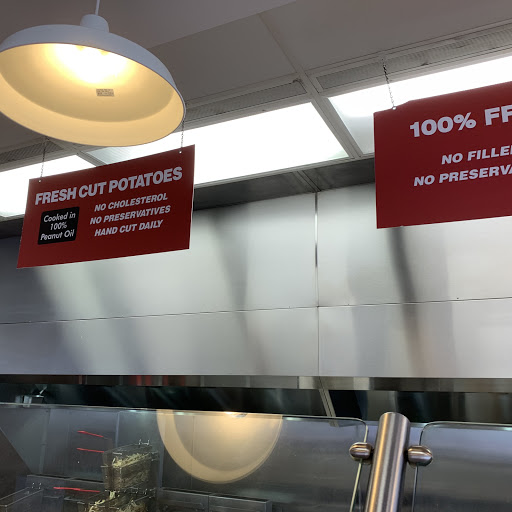 FRESH CUT POTATOES
Cooked in
100%
Peanut Oil
NO CHOLESTEROL
NO PRESERVATIVES
HAND CUT DAILY
100% FR
NO FILLE
NO PRESERVA